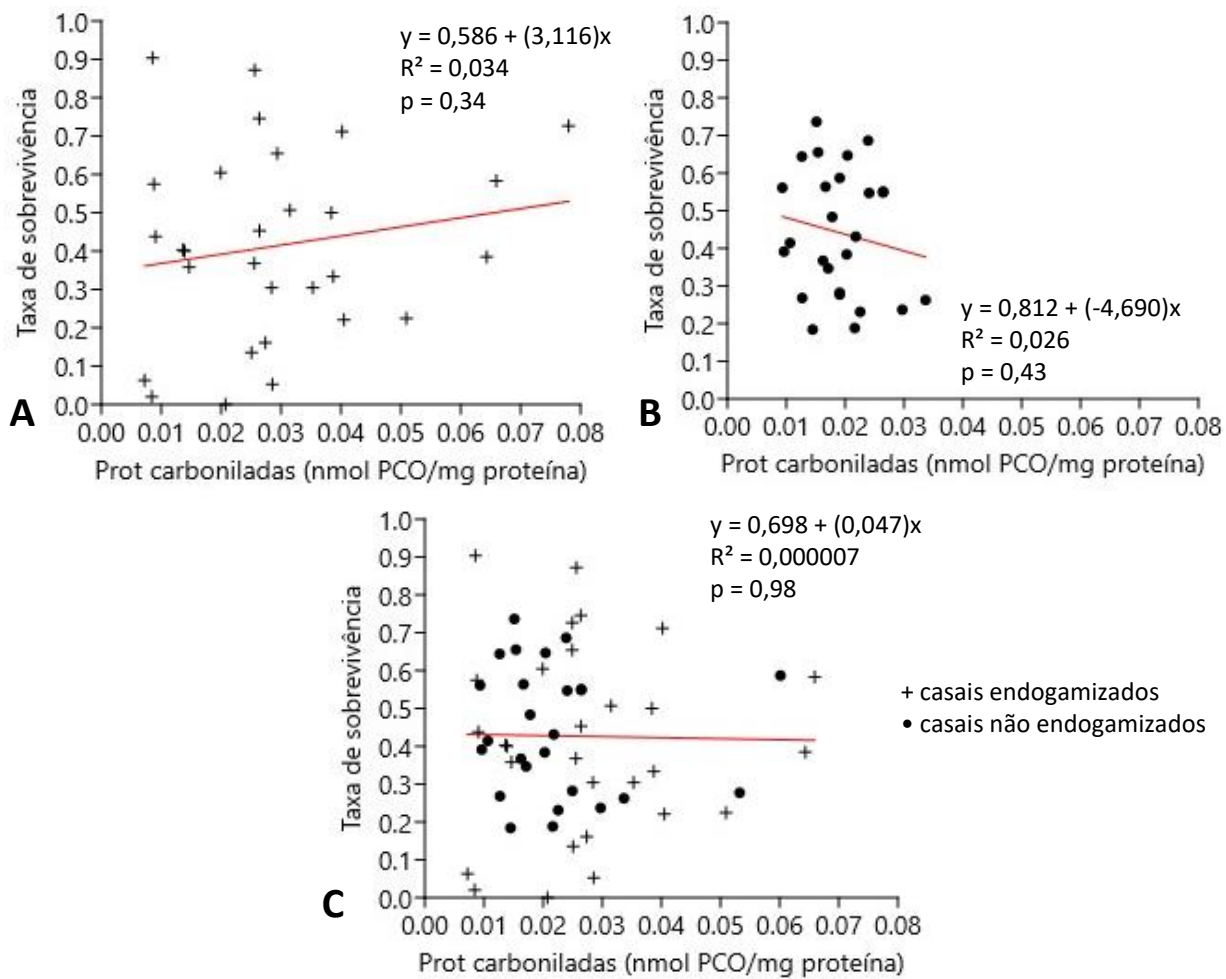 y = 0,586 + (3,116)x
R² = 0,034
p = 0,34
Taxa de sobrevivência
1.0
0.9
0.8
0.7
0.6
0.5
0.4
0.3
0.2
0.1
0.0
0.00 0.01 0.02 0.03 0.04 0.05 0.06 0.07 0.08
Prot carboniladas (nmol PCO/mg proteína)
A
Taxa de sobrevivência
1.0
0.9
0.8
0.7
0.6
0.5
0.4
0.3
0.2
0.1
0.0
y = 0,812 + (-4,690)x
R² = 0,026
p = 0,43
0.00 0.01 0.02 0.03 0.04 0.05 0.06 0.07 0.08
Prot carboniladas (nmol PCO/mg proteína)
B
y = 0,698 + (0,047)x
R² = 0,000007
p = 0,98
Taxa de sobrevivência
1.0
0.9
0.8
0.7
0.6
0.5
0.4
0.3
0.2
0.1
0.0
0.00 0.01 0.02 0.03 0.04 0.05 0.06 0.07 0.08
Prot carboniladas (nmol PCO/mg proteína)
C
+ casais endogamizados
• casais não endogamizados